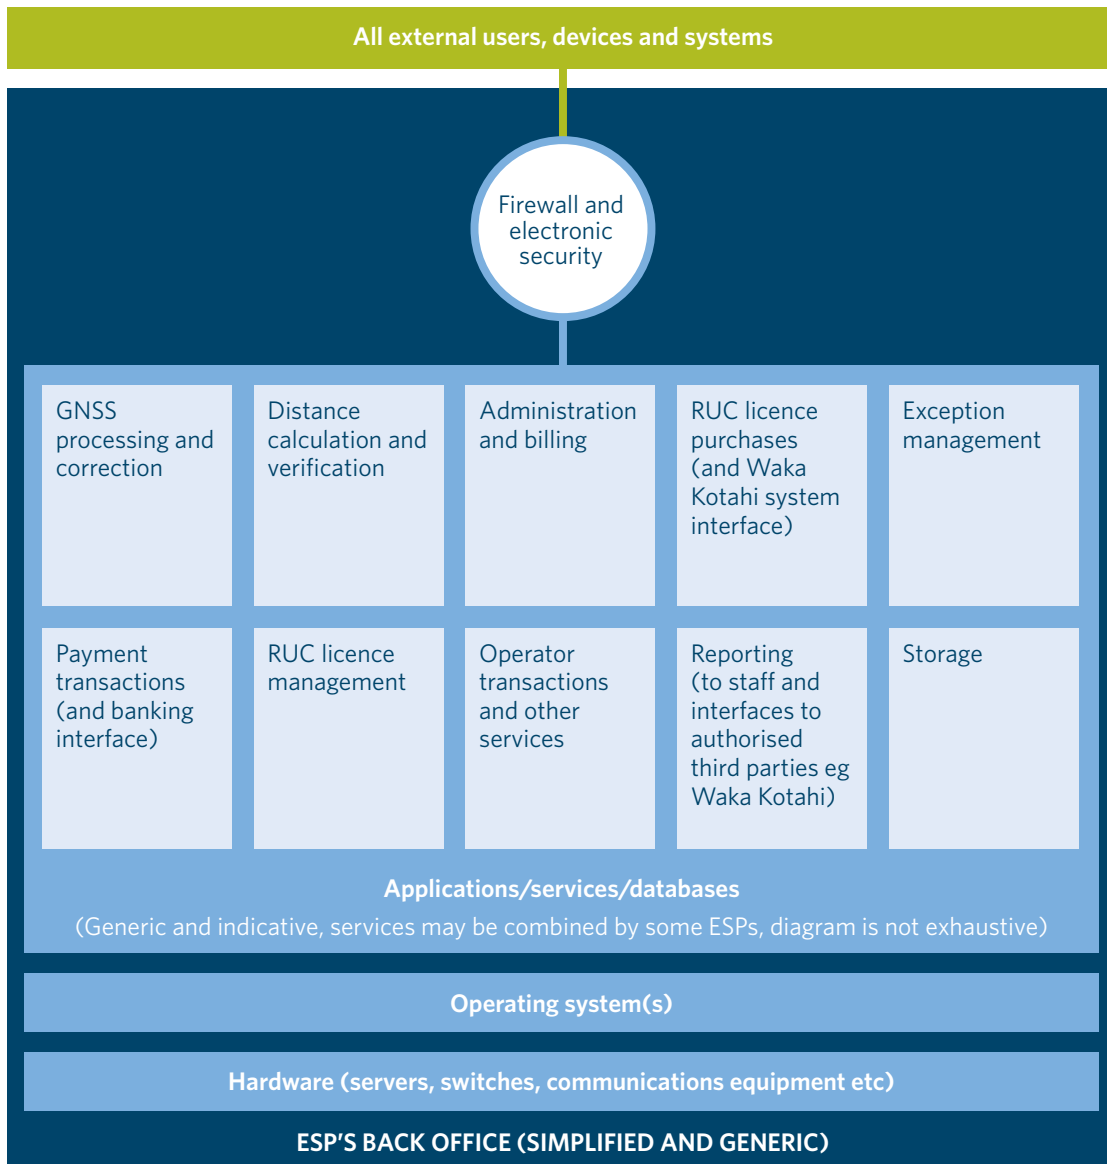 All external users, devices and systems
Firewall and
electronic
security
GNSS
processing and
correction
Distance
calculation and
verification
Administration
and billing
RUC licence
purchases
(and Waka
Kotahi system
interface)
Exception
management
Payment
transactions
(and banking
interface)
RUC licence
management
Operator
transactions
and other
services
Reporting
(to staff and
interfaces to
authorised
third parties eg
Waka Kotahi)
Storage
Applications/services/databases
(Generic and indicative, services may be combined by some ESPs, diagram is not exhaustive)
Operating system(s)
Hardware (servers, switches, communications equipment etc)
ESP'S BACK OFFICE (SIMPLIFIED AND GENERIC)